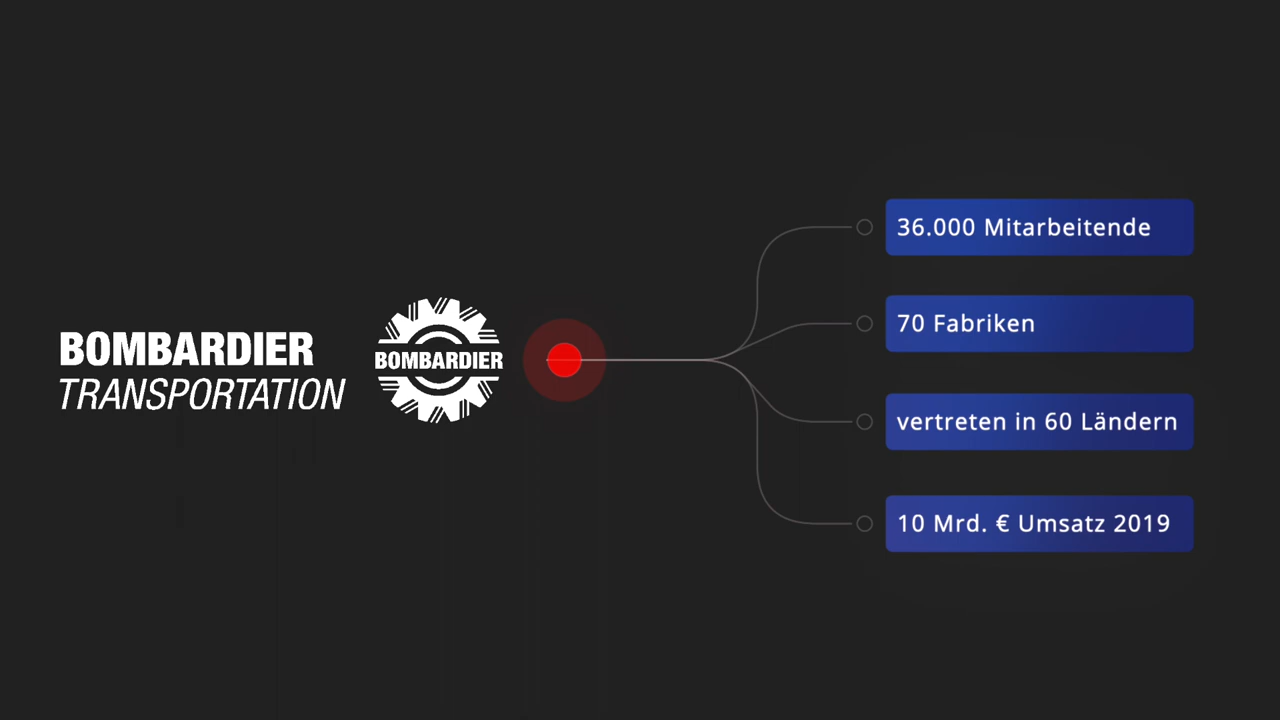 BOMBARDIER
TRANSPORTATION
BOMBARDIER
36.000 Mitarbeitende
70 Fabriken
vertreten in 60 Ländern
10 Mrd. € Umsatz 2019